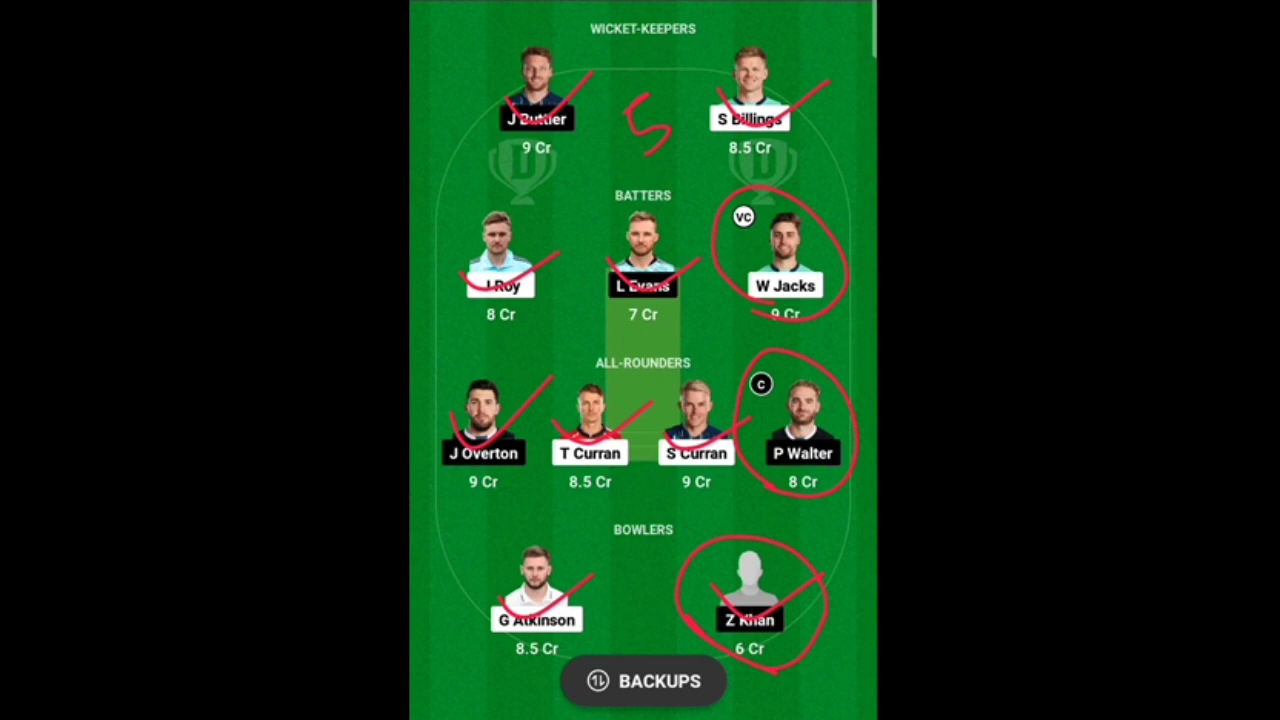 WICKET-KEEPERS
J Buttler S Billings
9 Cr 8.5 Cr
5
BATTERS
VC
J Roy L Evans W Jacks
8 Cr 7 Cr 9 Cr
ALL-ROUNDERS
C
J Overton T Curran S Curran P Walter
9 Cr 8.5 Cr 9 Cr 8 Cr
BOWLERS
G Atkinson Z Khan
8.5 Cr 6 Cr
BACKUPS